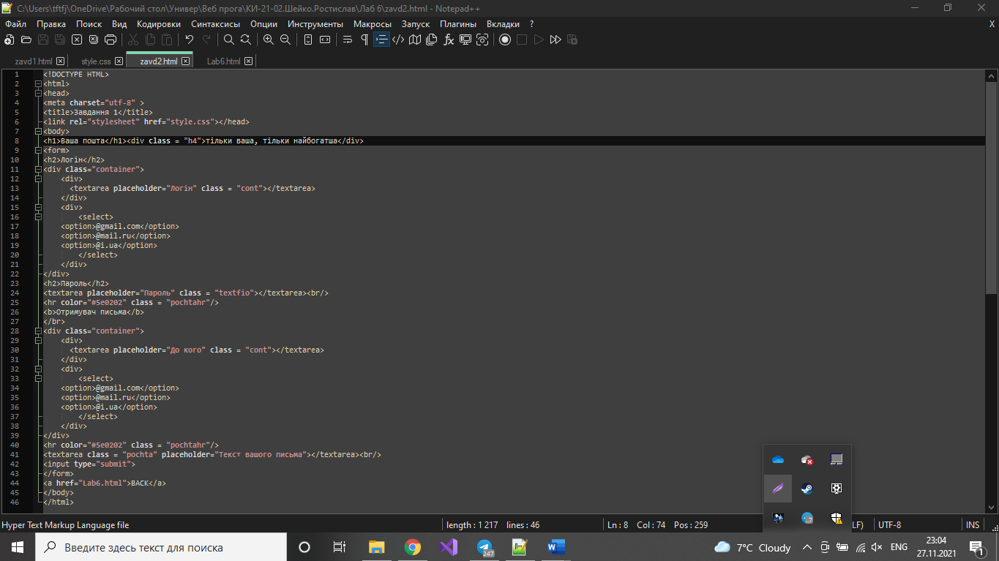 C:\Users\tftfj\OneDrive\Рабочий стол\Универ\Веб прога\КИ-21-02.Шейко.Ростислав\Лаб 6\zavd2.html - Notepad++
Файл Правка Поиск Вид Кодировки Синтаксисы Опции Инструменты Макросы Запуск Плагины Вкладки ? X
zavd1.html style.css zavd2.html Lab6.html
1 <!DOCTYPE HTML>
2 <html>
3 <head>
4 <meta charset="utf-8" >
5 <title>Завдання 1</title>
6 <link rel="stylesheet" href="style.css"></head>
7 <body>
8 <h1>Ваша пошта</h1><div class = "h4">тільки ваша, тільки найбогатша</div>
9 <form>
10 <h2>Логін</h2>
11 <div class="container">
12 <div>
13 <textarea placeholder="Логін" class = "cont"></textarea>
14 </div>
15 <div>
16 <select>
17 <option>@gmail.com</option>
18 <option>@mail.ru</option>
19 <option>@i.ua</option>
20 </select>
21 </div>
22 </div>
23 <h2>Пароль</h2>
24 <textarea placeholder="Пароль" class = "textfio"></textarea><br/>
25 <hr color="#5e0202" class = "pochtahr"/>
26 <b>Отримувач письма</b>
27 </br>
28 <div class="container">
29 <div>
30 <textarea placeholder="До кого" class = "cont"></textarea>
31 </div>
32 <div>
33 <select>
34 <option>@gmail.com</option>
35 <option>@mail.ru</option>
36 <option>@i.ua</option>
37 </select>
38 </div>
39 </div>
40 <hr color="#5e0202" class = "pochtahr"/>
41 <textarea class = "pochta" placeholder="Текст вашого письма"></textarea><br/>
42 <input type="submit">
43 </form>
44 <a href="Lab6.html">BACK</a>
45 </body>
46 </html>
Hyper Text Markup Language file length : 1 217 lines : 46 Ln : 8 Col : 74 Pos : 259 LF) UTF-8 INS
Введите здесь текст для поиска 247 7°C Cloudy ENG 23:04
27.11.2021 1